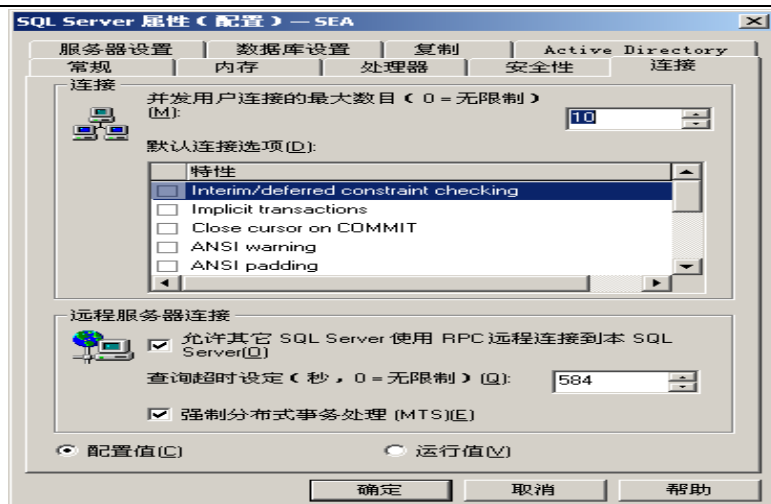 SQL Server 属性（配置）— SEA
服务器设置 数据库设置 复制 Active Directory
常规 内存 处理器 安全性 连接
连接
并发用户连接的最大数目（0=无限制）
(M):
10
默认连接选项(D):
特性
Interim/deferred constraint checking
Implicit transactions
Close cursor on COMMIT
ANSI warning
ANSI padding
远程服务器连接
允许其它 SQL Server 使用 RPC 远程连接到本 SQL
Server(O)
查询超时设定（秒，0=无限制）(Q): 584
强制分布式事务处理 (MTS)(E)
配置值(C) 运行值(V)
确定 取消 帮助